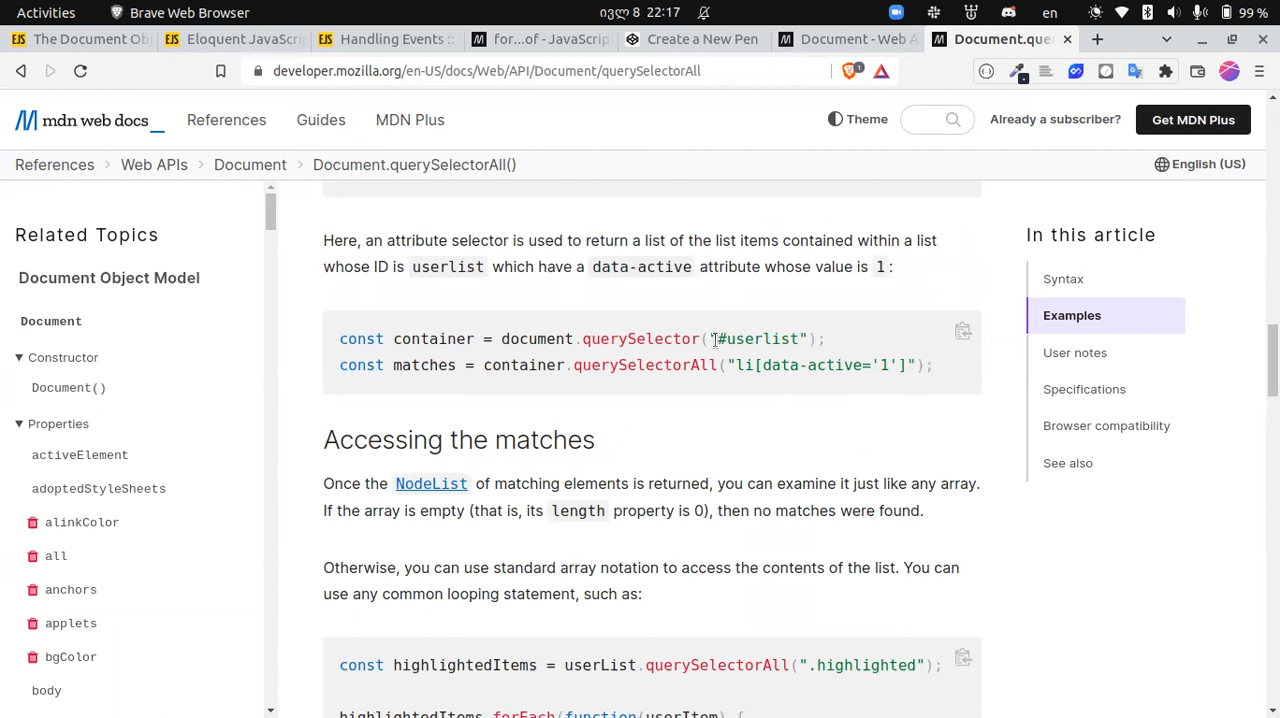 Activities
Brave Web Browser
ივლ 8 22:17
en
99 %
The Document Obj
Eloquent JavaScri
Handling Events ::
for...of - JavaScrip
Create a New Pen
Document - Web A
Document.que
developer.mozilla.org/en-US/docs/Web/API/Document/querySelectorAll
1
mdn web docs
References
Guides
MDN Plus
Theme
Already a subscriber?
Get MDN Plus
References
Web APIs
Document
Document.querySelectorAll()
English (US)
Related Topics
Document Object Model
Document
Constructor
Document()
Properties
activeElement
adoptedStyleSheets
alinkColor
all
anchors
applets
bgColor
body
Here, an attribute selector is used to return a list of the list items contained within a list
whose ID is userlist which have a data-active attribute whose value is 1:
const container = document.querySelector("#userlist");
const matches = container.querySelectorAll("li[data-active='1']");
Accessing the matches
Once the NodeList of matching elements is returned, you can examine it just like any array.
If the array is empty (that is, its length property is 0), then no matches were found.
Otherwise, you can use standard array notation to access the contents of the list. You can
use any common looping statement, such as:
const highlightedItems = userList.querySelectorAll(".highlighted");
highlightedItems.forEach(function(userItem) {
In this article
Syntax
Examples
User notes
Specifications
Browser compatibility
See also